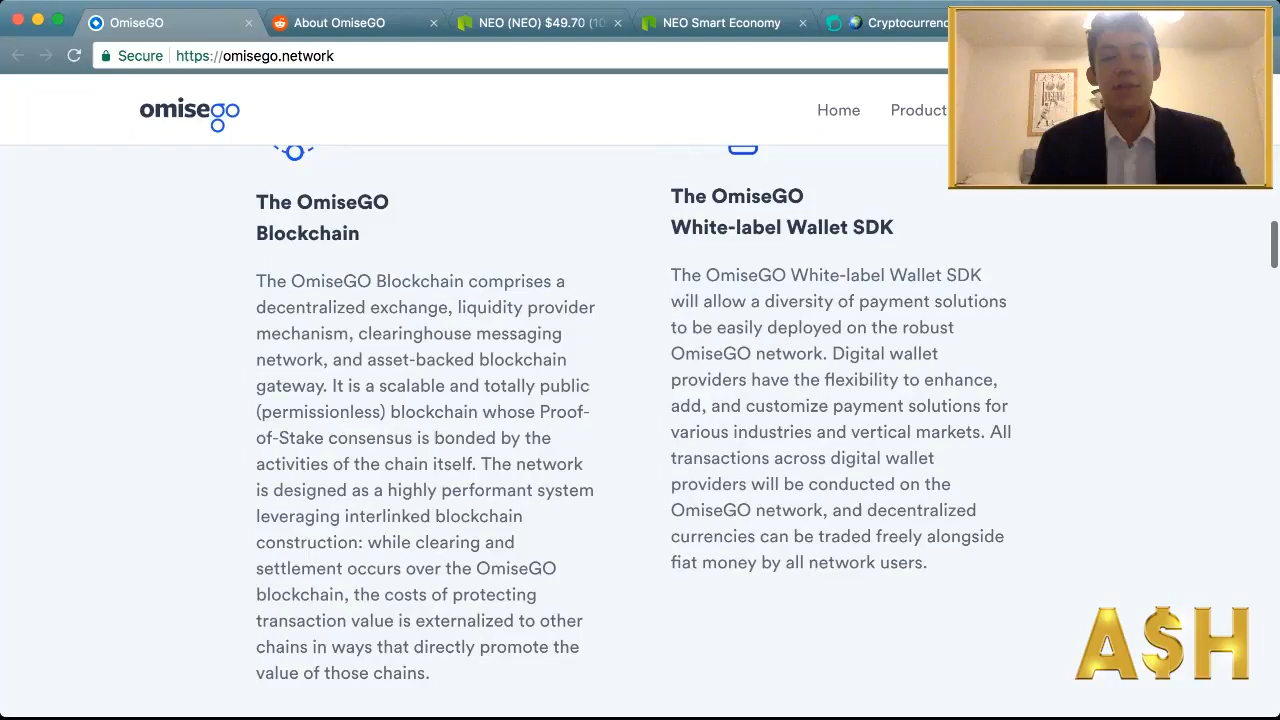 OmiseGO
About OmiseGO
NEO (NEO) $49.70 (10
NEO Smart Economy
Cryptocurrenc
Secure
https://omisego.network
omisego
Home
Product
The OmiseGO
Blockchain
The OmiseGO Blockchain comprises a
decentralized exchange, liquidity provider
mechanism, clearinghouse messaging
network, and asset-backed blockchain
gateway. It is a scalable and totally public
(permissionless) blockchain whose Proof-
of-Stake consensus is bonded by the
activities of the chain itself. The network
is designed as a highly performant system
leveraging interlinked blockchain
construction: while clearing and
settlement occurs over the OmiseGO
blockchain, the costs of protecting
transaction value is externalized to other
chains in ways that directly promote the
value of those chains.
The OmiseGO
White-label Wallet SDK
The OmiseGO White-label Wallet SDK
will allow a diversity of payment solutions
to be easily deployed on the robust
OmiseGO network. Digital wallet
providers have the flexibility to enhance,
add, and customize payment solutions for
various industries and vertical markets. All
transactions across digital wallet
providers will be conducted on the
OmiseGO network, and decentralized
currencies can be traded freely alongside
fiat money by all network users.
A$H